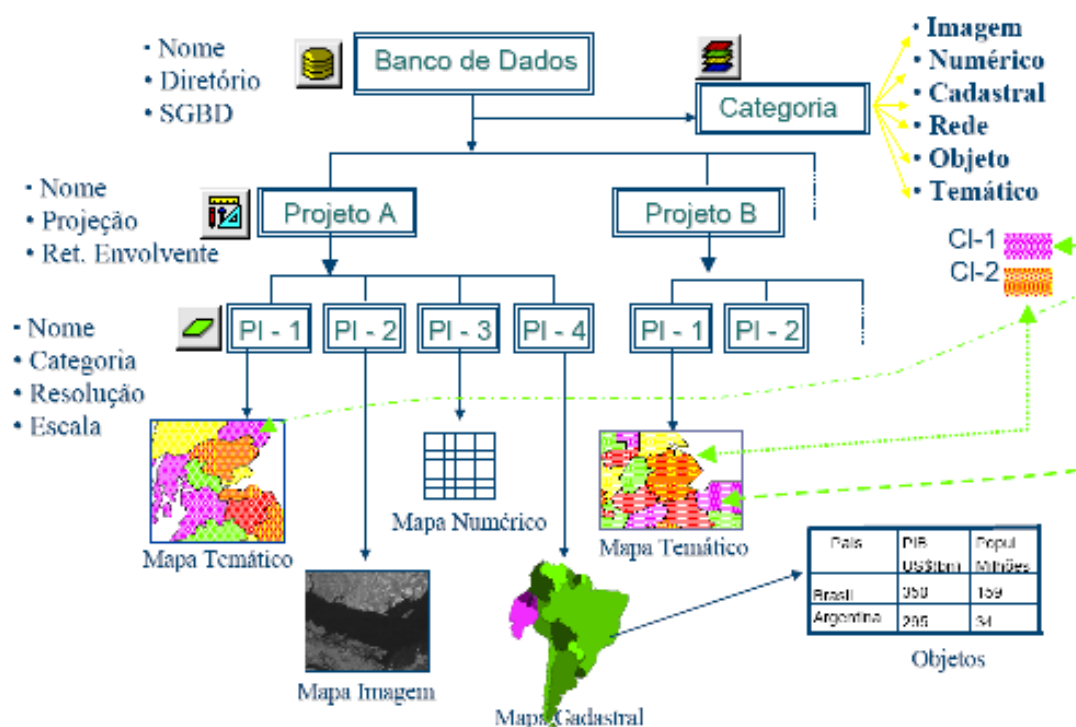 • Nome
• Diretório
• SGBD
Banco de Dados
Categoria
• Imagem
• Numérico
• Cadastral
• Rede
• Objeto
• Temático
• Nome
• Projeção
• Ret. Envolvente
Projeto A
Projeto B
Cl-1
Cl-2
• Nome
• Categoria
• Resolução
• Escala
PI - 1
PI - 2
PI - 3
PI - 4
PI - 1
PI - 2
Mapa Temático
Mapa Numérico
Mapa Temático
Mapa Imagem
Mapa Cadastral
País
PIB
Popul
Milhões
Brasil
350
159
Argentina
295
34
Objetos